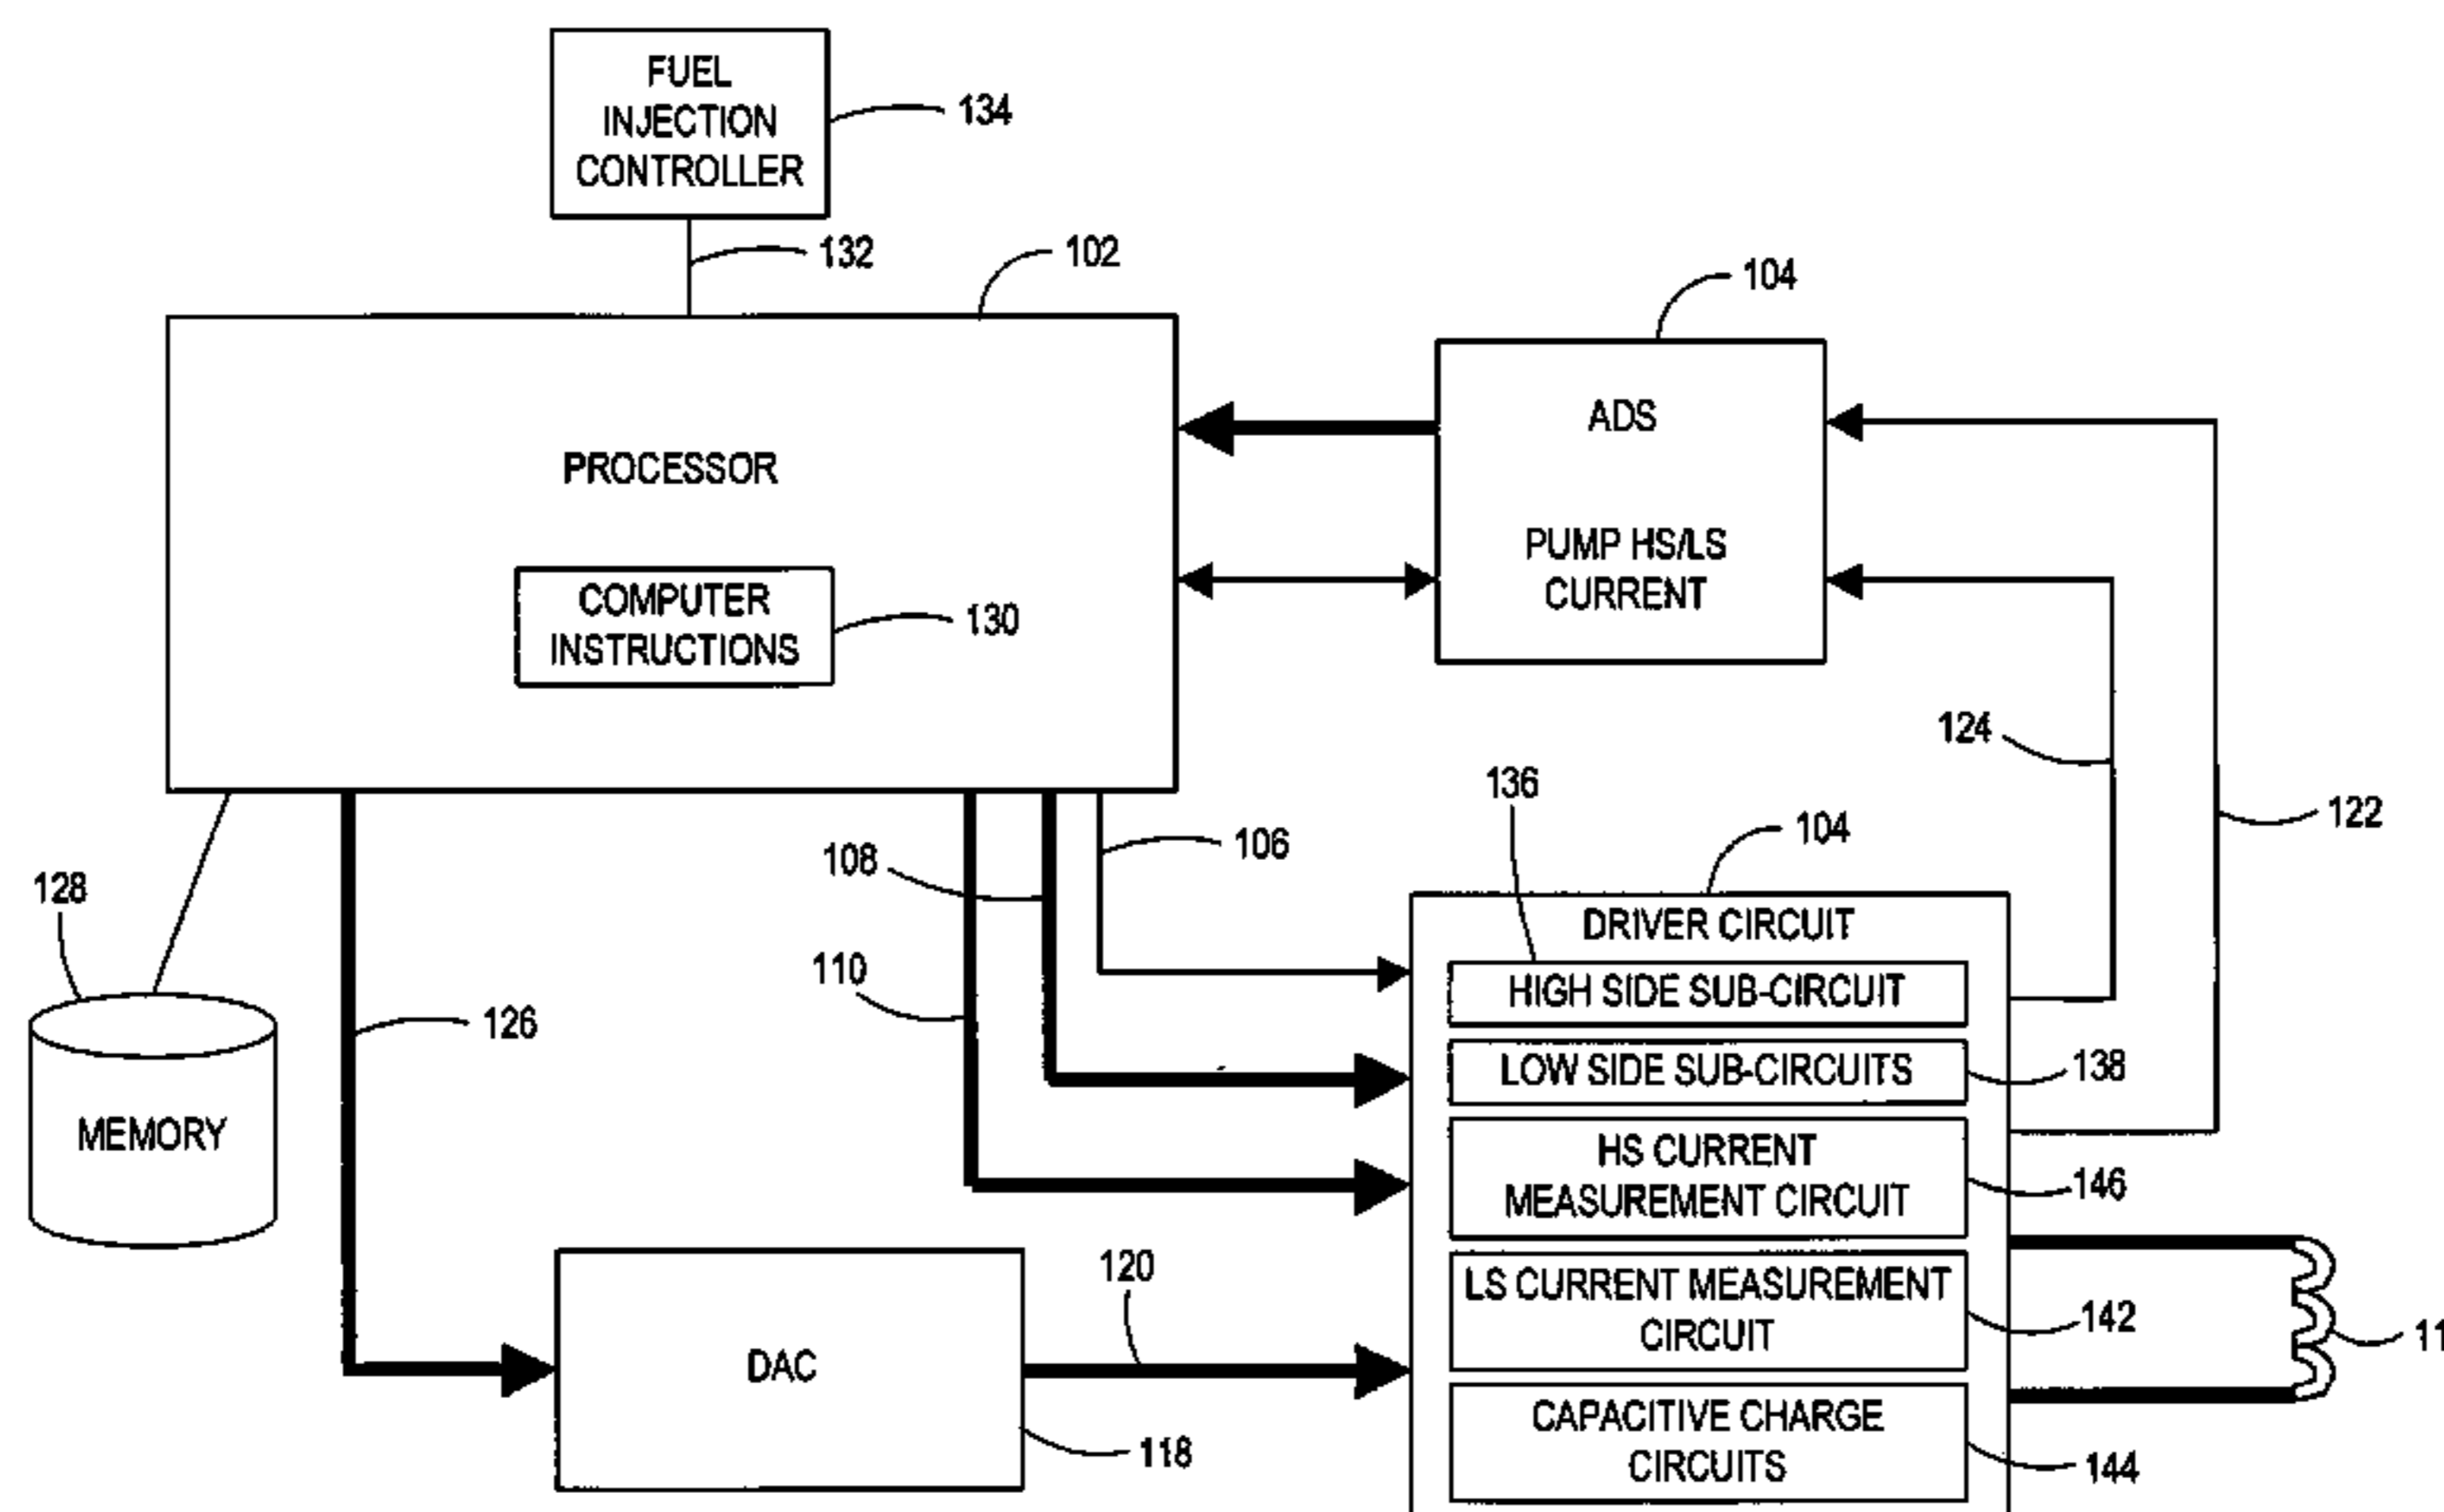 FUEL
INJECTION
CONTROLLER
134
132
102
104
PROCESSOR
ADS
COMPUTER
INSTRUCTIONS
130
PUMP HS/LS
CURRENT
124
122
136
104
106
108
128
110
126
MEMORY
DRIVER CIRCUIT
HIGH SIDE SUB-CIRCUIT
LOW SIDE SUB-CIRCUITS
138
HS CURRENT
MEASUREMENT CIRCUIT
146
LS CURRENT MEASUREMENT
CIRCUIT
142
11
120
DAC
118
CAPACITIVE CHARGE
CIRCUITS
144